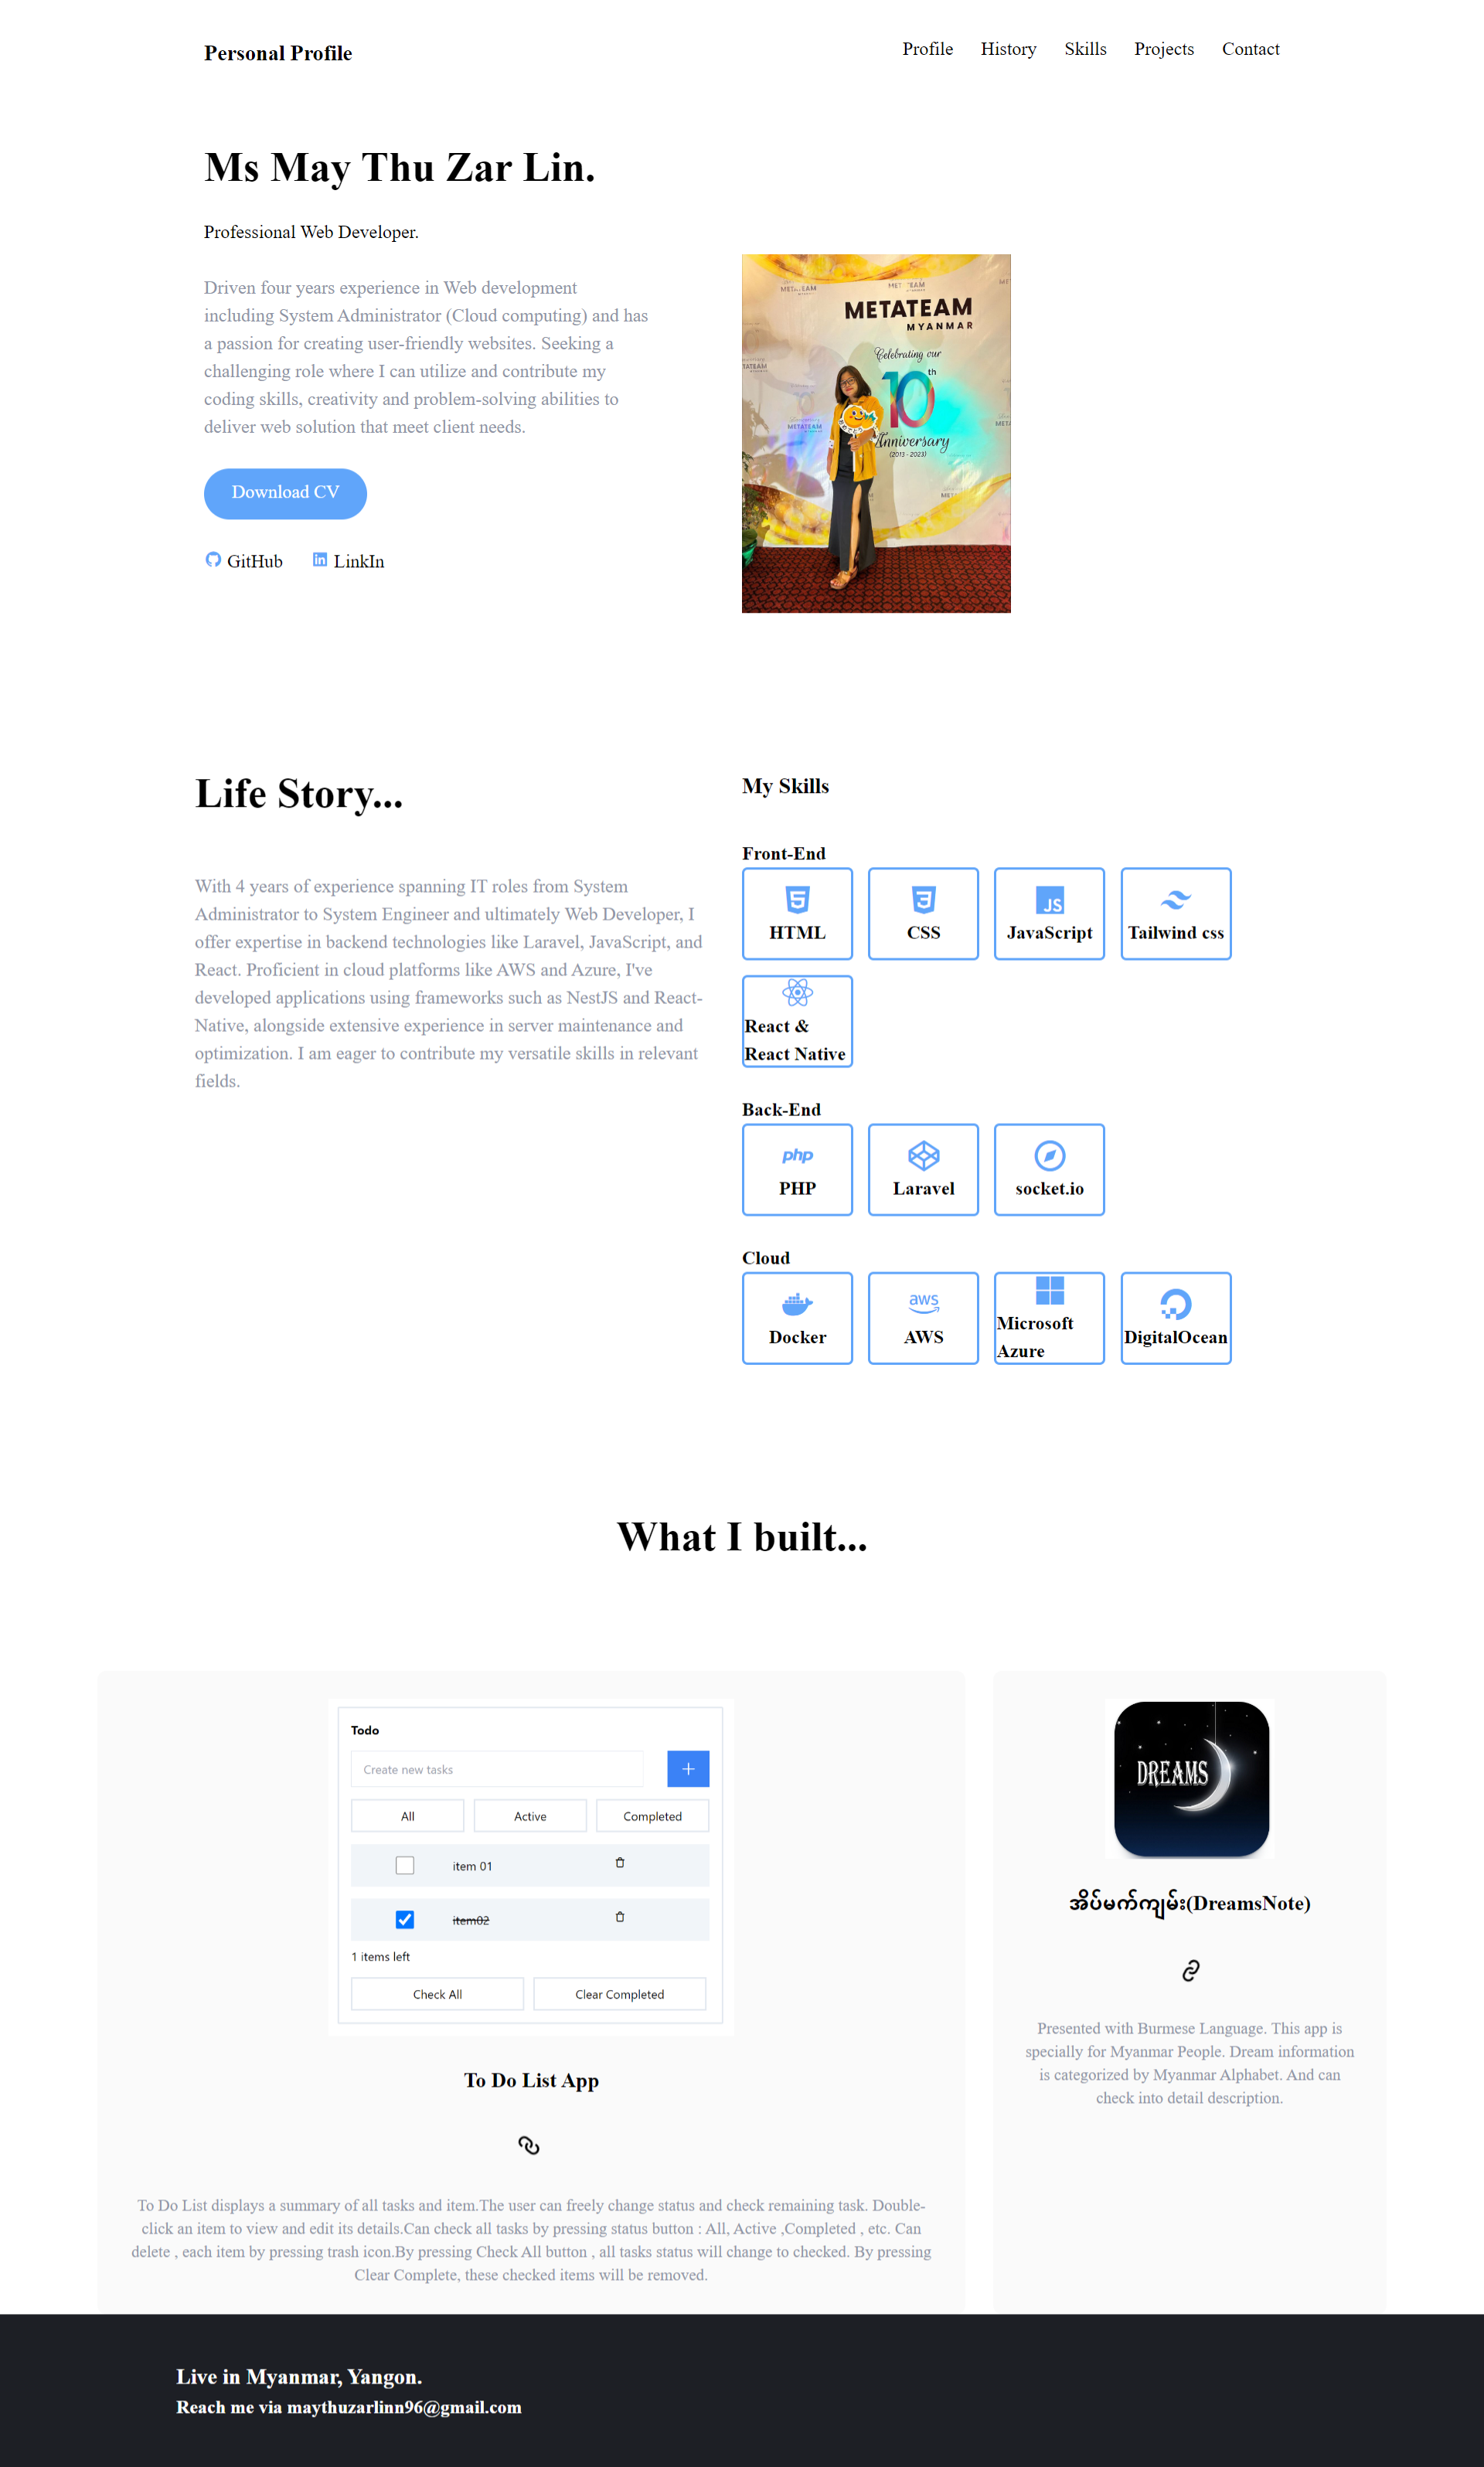 Personal Profile
Profile
History
Skills
Projects
Contact
Ms May Thu Zar Lin.
Professional Web Developer.
Driven four years experience in Web development
including System Administrator (Cloud computing) and has
a passion for creating user-friendly websites. Seeking a
challenging role where I can utilize and contribute my
coding skills, creativity and problem-solving abilities to
deliver web solution that meet client needs.
Download CV
GitHub
LinkIn
METATEAM
MYANMAR
Celebrating our
10th
Anniversary
(2013 - 2023)
Life Story...
With 4 years of experience spanning IT roles from System
Administrator to System Engineer and ultimately Web Developer, I
offer expertise in backend technologies like Laravel, JavaScript, and
React. Proficient in cloud platforms like AWS and Azure, I've
developed applications using frameworks such as NestJS and React-
Native, alongside extensive experience in server maintenance and
optimization. I am eager to contribute my versatile skills in relevant
fields.
My Skills
Front-End
HTML
CSS
JS
JavaScript
Tailwind css
React &
React Native
Back-End
php
PHP
Laravel
socket.io
Cloud
Docker
aws
AWS
Microsoft
Azure
DigitalOcean
What I built...
Todo
Create new tasks
All
Active
Completed
item 01
item02
1 items left
Check All
Clear Completed
To Do List App
To Do List displays a summary of all tasks and item.The user can freely change status and check remaining task. Double-
click an item to view and edit its details.Can check all tasks by pressing status button : All, Active ,Completed , etc. Can
delete , each item by pressing trash icon.By pressing Check All button , all tasks status will change to checked. By pressing
Clear Complete, these checked items will be removed.
DREAMS
အိပ်မက်ကျမ်း(DreamsNote)
Presented with Burmese Language. This app is
specially for Myanmar People. Dream information
is categorized by Myanmar Alphabet. And can
check into detail description.
Live in Myanmar, Yangon.
Reach me via maythuzarlinn96@gmail.com